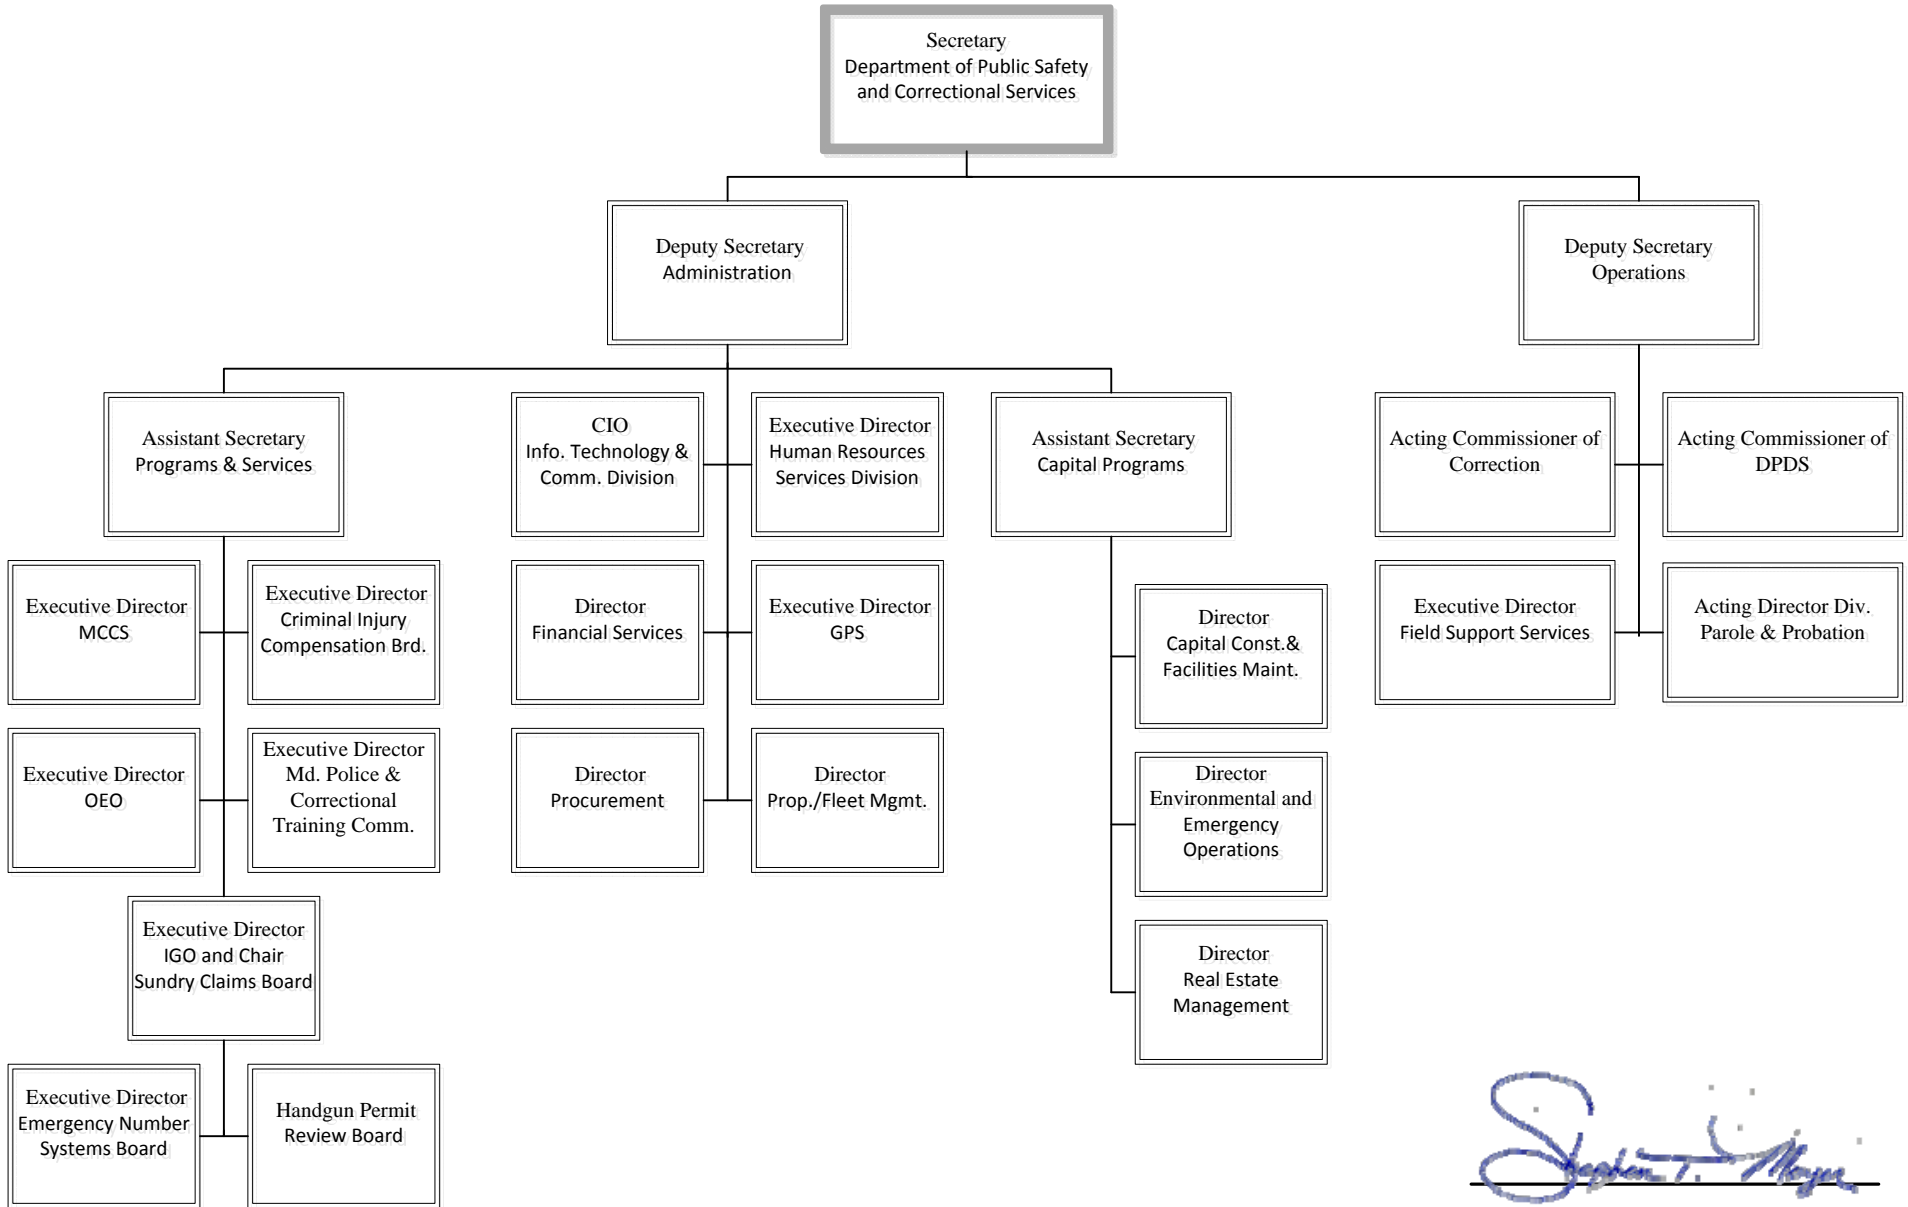 Secretary
Department of Public Safety
and Correctional Services
Deputy Secretary
Administration
Deputy Secretary
Operations
Assistant Secretary
Programs & Services
CIO
Info. Technology &
Comm. Division
Executive Director
Human Resources
Services Division
Assistant Secretary
Capital Programs
Acting Commissioner of
Correction
Acting Commissioner of
DPDS
Executive Director
MCCS
Executive Director
Criminal Injury
Compensation Brd.
Director
Financial Services
Executive Director
GPS
Director
Capital Const.&
Facilities Maint.
Executive Director
Field Support Services
Acting Director Div.
Parole & Probation
Executive Director
OEO
Executive Director
Md. Police &
Correctional
Training Comm.
Director
Procurement
Director
Prop./Fleet Mgmt.
Director
Environmental and
Emergency
Operations
Executive Director
IGO and Chair
Sundry Claims Board
Director
Real Estate
Management
Executive Director
Emergency Number
Systems Board
Handgun Permit
Review Board
Stephen T.